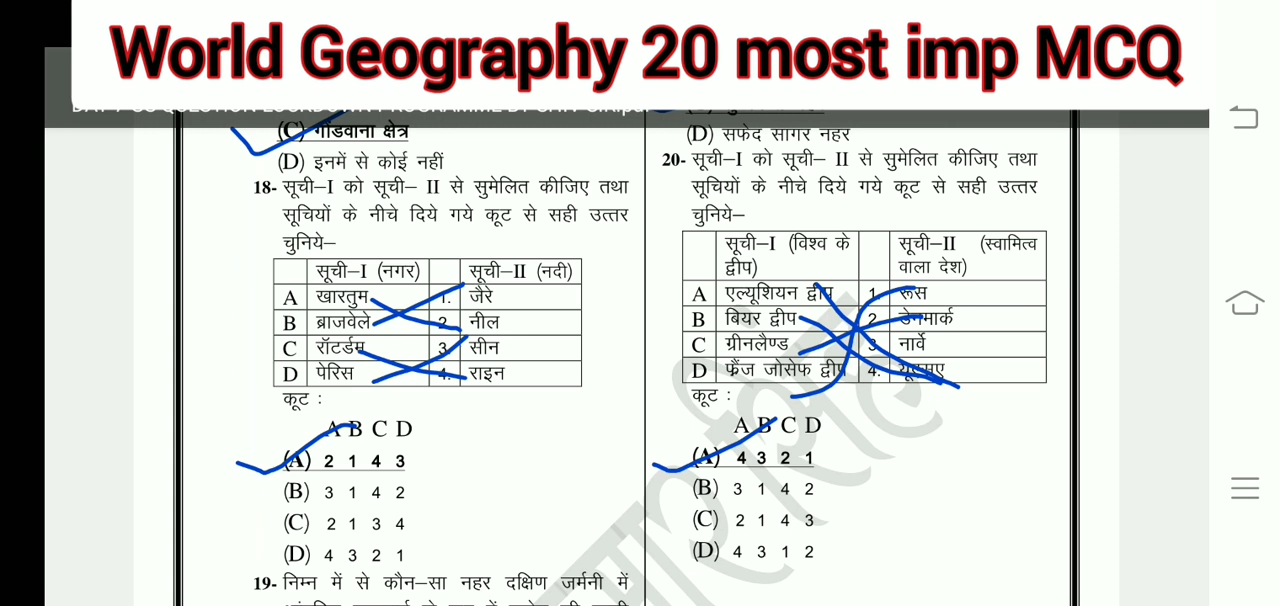 World Geography 20 most imp MCQ
(C) गोंडवाना क्षेत्र
(D) इनमें से कोई नहीं
18- सूची–I को सूची– II से सुमेलित कीजिए तथा
सूचियों के नीचे दिये गये कूट से सही उत्तर
चुनिये–
सूची–I (नगर) सूची–II (नदी)
A खारतुम 1. जैरे
B ब्राजवेले 2. नील
C रॉटर्डम 3. सीन
D पेरिस 4. राइन
कूट :
A B C D
(A) 2 1 4 3
(B) 3 1 4 2
(C) 2 1 3 4
(D) 4 3 2 1
19- निम्न में से कौन–सा नहर दक्षिण जर्मनी में
(D) सफेद सागर नहर
20- सूची–I को सूची– II से सुमेलित कीजिए तथा
सूचियों के नीचे दिये गये कूट से सही उत्तर
चुनिये–
सूची–I (विश्व के द्वीप) सूची–II (स्वामित्व वाला देश)
A एल्यूशियन द्वीप 1. रूस
B बियर द्वीप 2. डेनमार्क
C ग्रीनलैण्ड 3. नार्वे
D फ्रैंज जोसेफ द्वीप 4. यूएसए
कूट :
A B C D
(A) 4 3 2 1
(B) 3 1 4 2
(C) 2 1 4 3
(D) 4 3 1 2